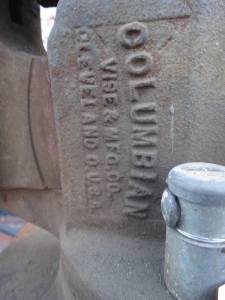 COLUMBIAN
VISE & MFG. CO.
CLEVELAND O. U.S.A.